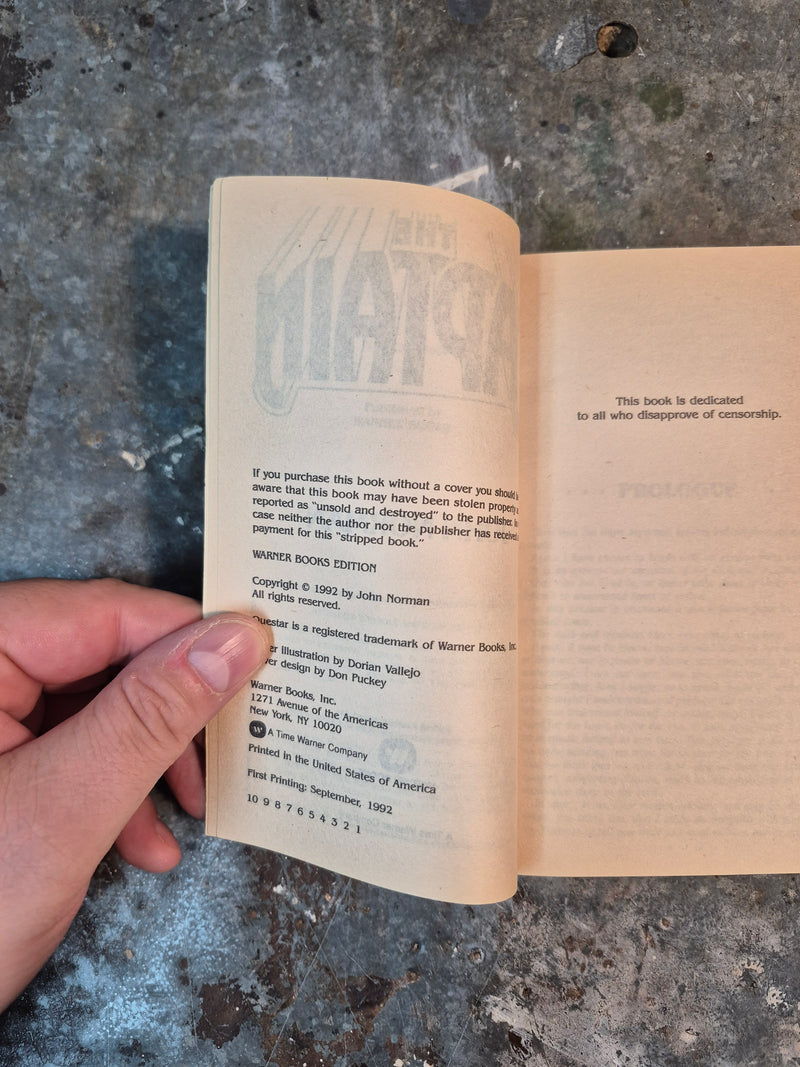 THE
CAPTAIN
If you purchase this book without a cover you should
aware that this book may have been stolen property
reported as "unsold and destroyed" to the publisher.
case neither the author nor the publisher has received
payment for this "stripped book."
WARNER BOOKS EDITION
Copyright © 1992 by John Norman
All rights reserved.
Questar is a registered trademark of Warner Books, Inc.
Illustration by Dorian Vallejo
design by Don Puckey
Warner Books, Inc.
1271 Avenue of the Americas
New York, NY 10020
W A Time Warner Company
Printed in the United States of America
First Printing: September, 1992
10 9 8 7 6 5 4 3 2 1
This book is dedicated
to all who disapprove of censorship.
PROLOGUE